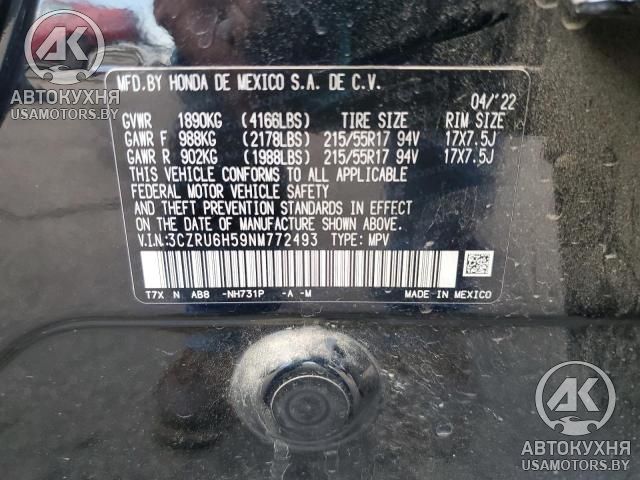 АК
АВТОКУХНЯ
USAMOTORS.BY
MFD.BY HONDA DE MEXICO S.A. DE C.V.
04/'22
GVWR 1890KG (4166LBS) TIRE SIZE RIM SIZE
GAWR F 988KG (2178LBS) 215/55R17 94V 17X7.5J
GAWR R 902KG (1988LBS) 215/55R17 94V 17X7.5J
THIS VEHICLE CONFORMS TO ALL APPLICABLE
FEDERAL MOTOR VEHICLE SAFETY
AND THEFT PREVENTION STANDARDS IN EFFECT
ON THE DATE OF MANUFACTURE SHOWN ABOVE.
V.I.N:3CZRU6H59NM772493 TYPE: MPV
T7X N AB8 -NH731P -A -M MADE IN MEXICO
АК
АВТОКУХНЯ
USAMOTORS.BY